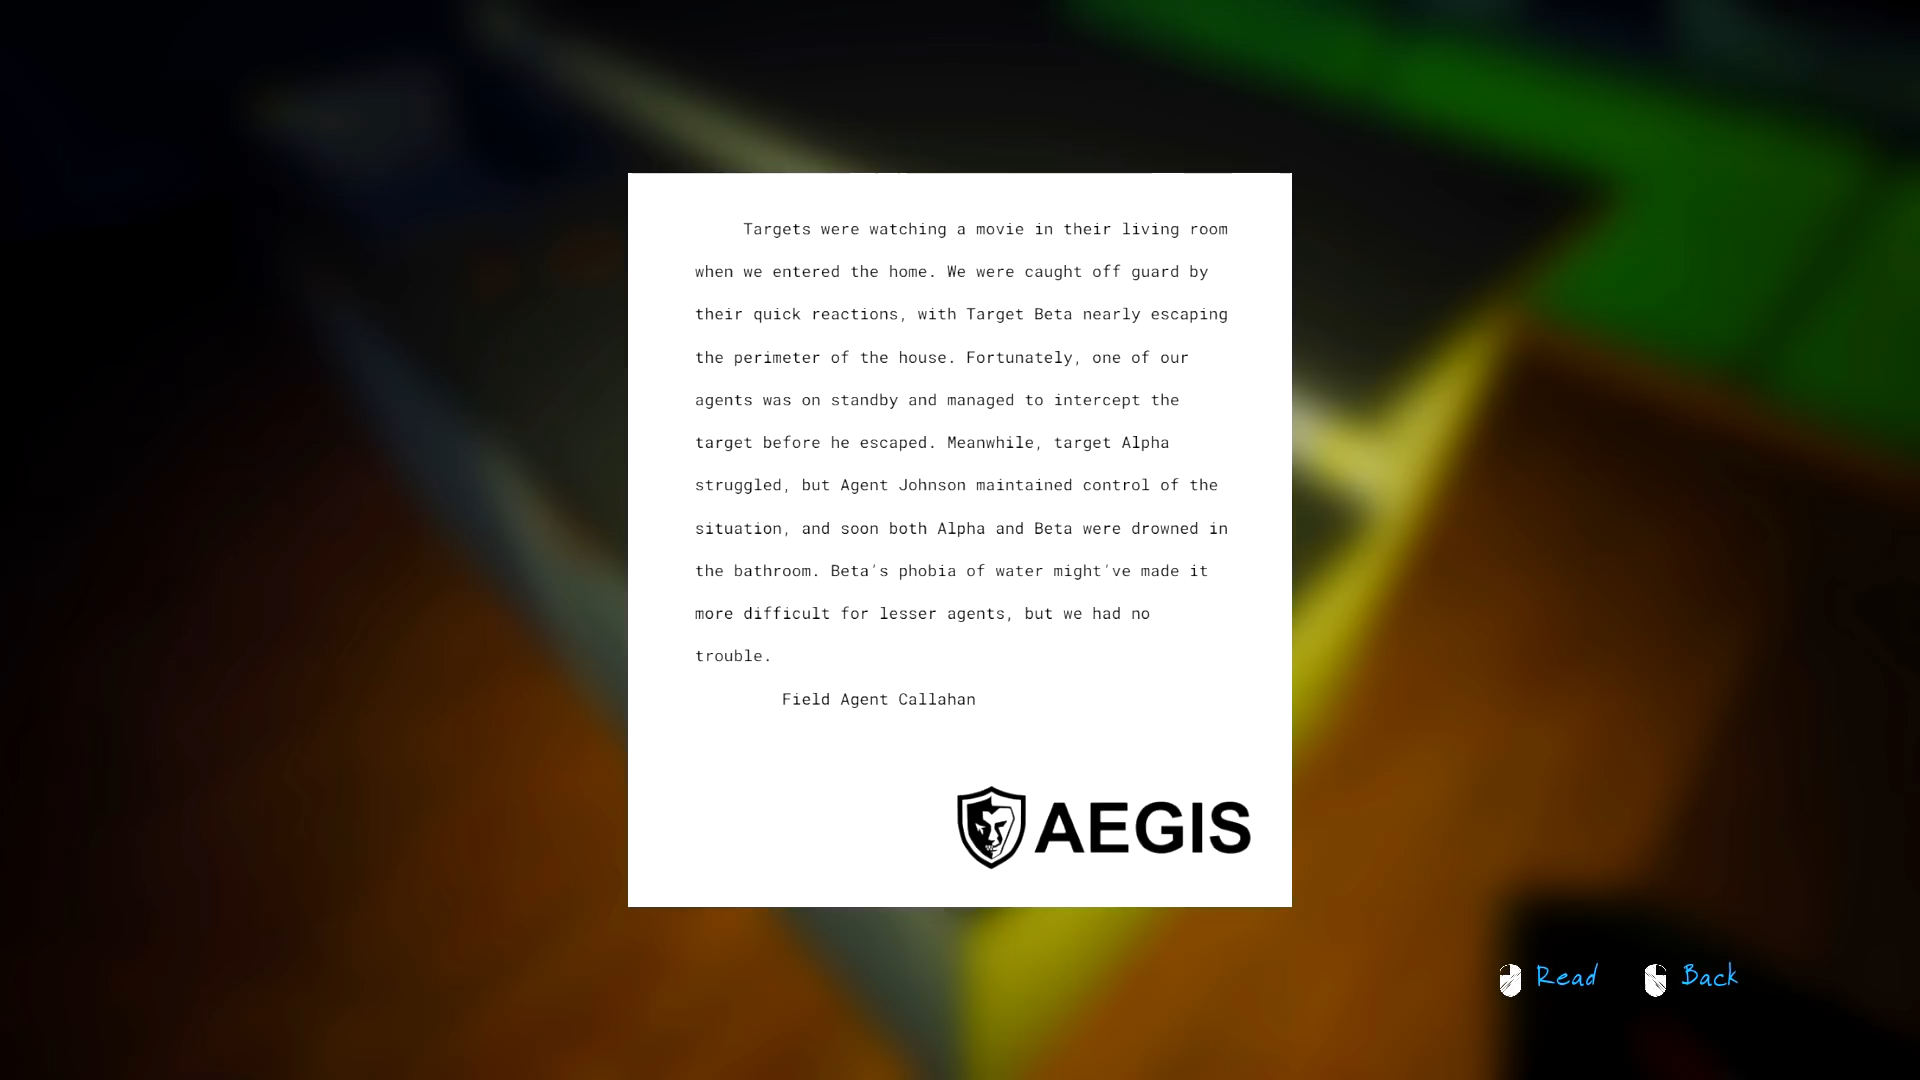 Targets were watching a movie in their living room
when we entered the home. We were caught off guard by
their quick reactions, with Target Beta nearly escaping
the perimeter of the house. Fortunately, one of our
agents was on standby and managed to intercept the
target before he escaped. Meanwhile, target Alpha
struggled, but Agent Johnson maintained control of the
situation, and soon both Alpha and Beta were drowned in
the bathroom. Beta's phobia of water might've made it
more difficult for lesser agents, but we had no
trouble.
Field Agent Callahan
AEGIS
Read
Back